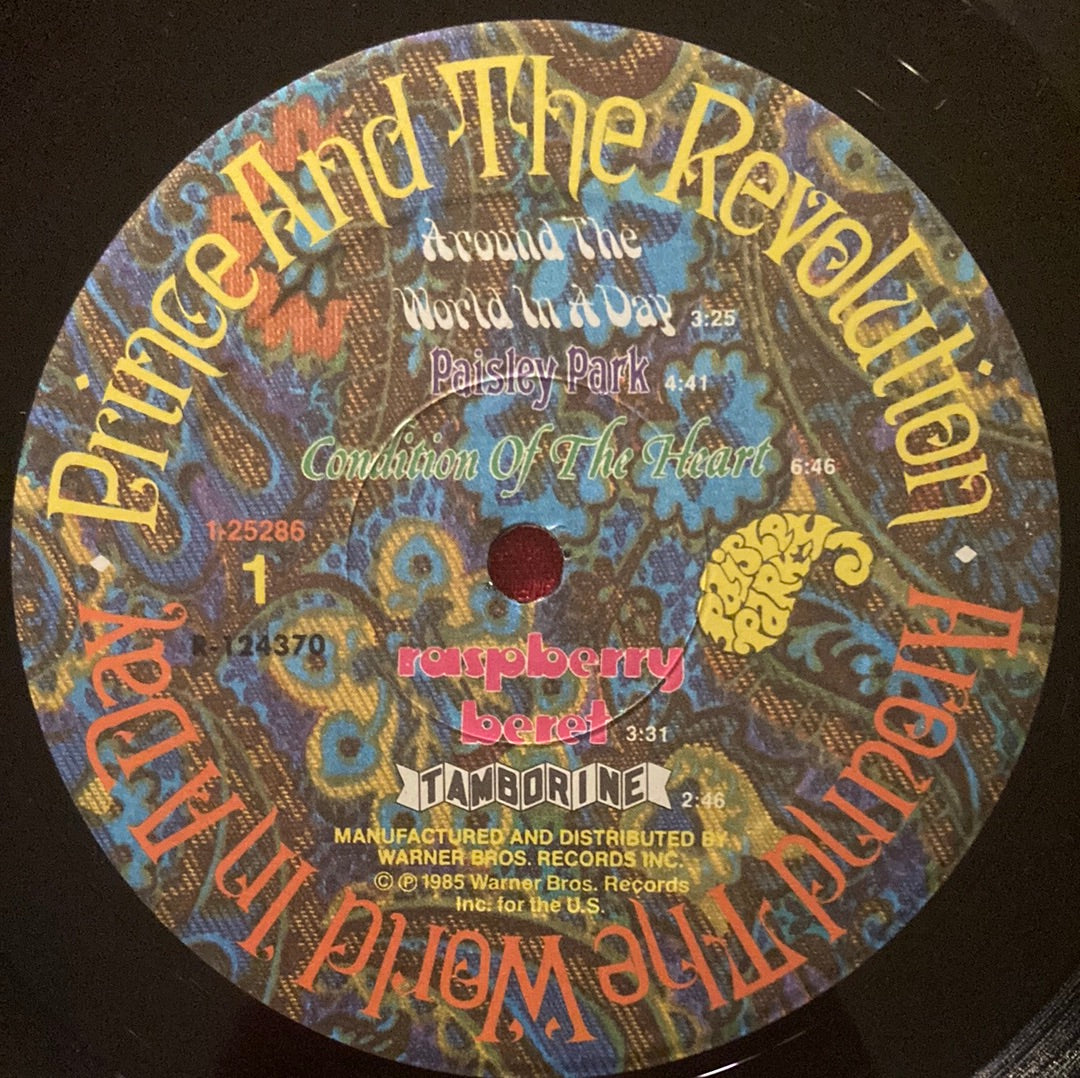 Prince And The Revolution
Around The
World In A Day 3:25
Paisley Park 4:41
Condition Of The Heart 6:46
1-25286
1
PAISLEY
PARK
R-124370
raspberry
beret 3:31
TAMBORINE 2:46
MANUFACTURED AND DISTRIBUTED BY
WARNER BROS. RECORDS INC.
© ℗ 1985 Warner Bros. Records
Inc. for the U.S.
Around The World In A Day